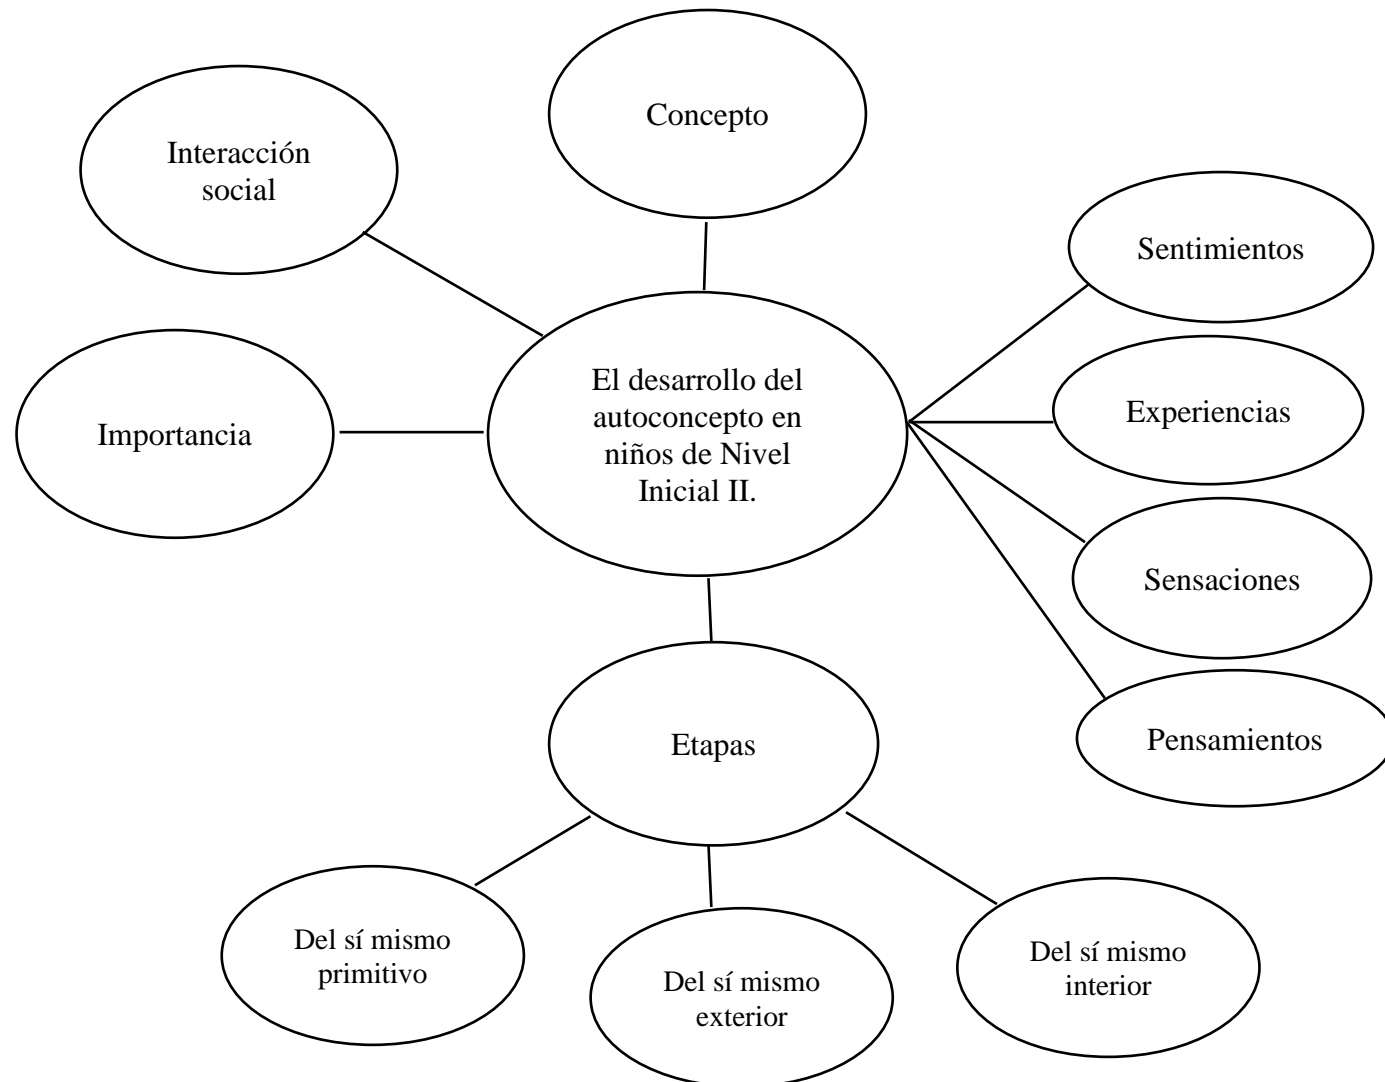 Concepto
Interacción
social
Sentimientos
El desarrollo del
autoconcepto en
niños de Nivel
Inicial II.
Experiencias
Importancia
Sensaciones
Pensamientos
Etapas
Del sí mismo
primitivo
Del sí mismo
exterior
Del sí mismo
interior